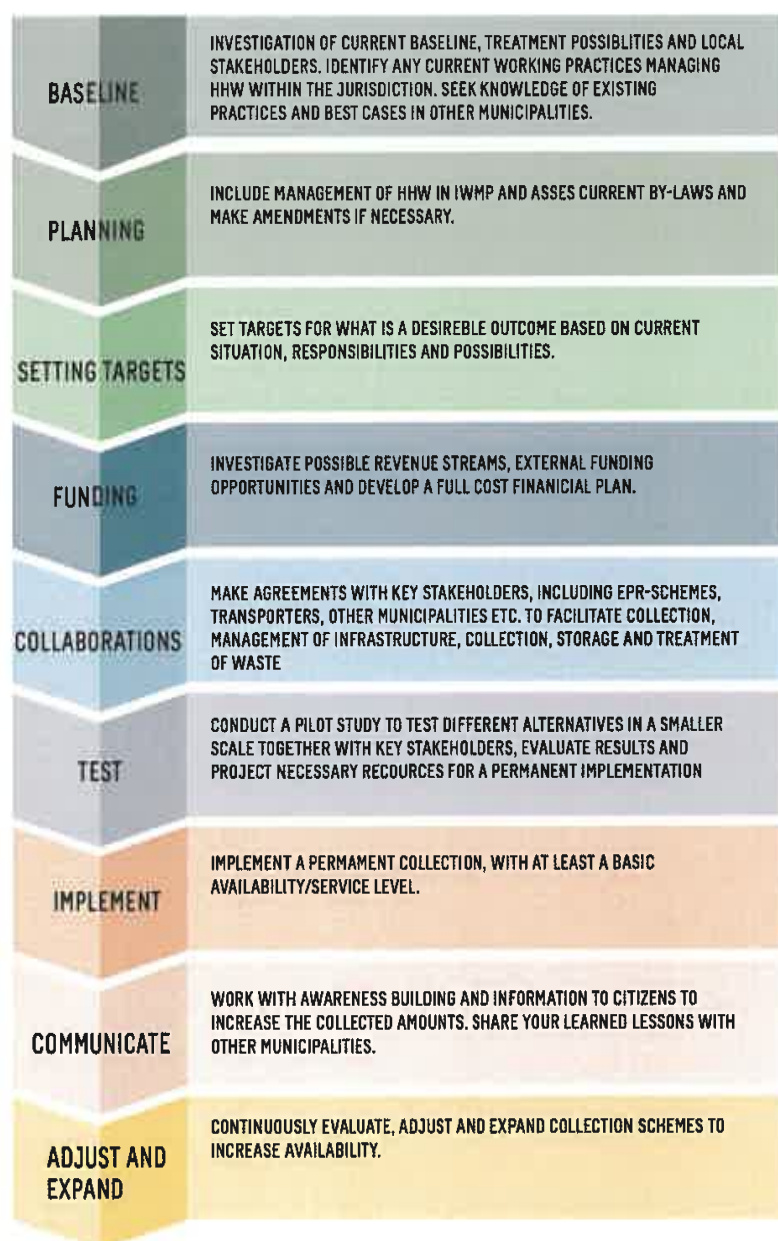 BASELINE
INVESTIGATION OF CURRENT BASELINE, TREATMENT POSSIBLITIES AND LOCAL
STAKEHOLDERS. IDENTIFY ANY CURRENT WORKING PRACTICES MANAGING
HHW WITHIN THE JURISDICTION. SEEK KNOWLEDGE OF EXISTING
PRACTICES AND BEST CASES IN OTHER MUNICIPALITIES.
PLANNING
INCLUDE MANAGEMENT OF HHW IN IWMP AND ASSES CURRENT BY-LAWS AND
MAKE AMENDMENTS IF NECESSARY.
SETTING TARGETS
SET TARGETS FOR WHAT IS A DESIREBLE OUTCOME BASED ON CURRENT
SITUATION, RESPONSIBILITIES AND POSSIBILITIES.
FUNDING
INVESTIGATE POSSIBLE REVENUE STREAMS, EXTERNAL FUNDING
OPPORTUNITIES AND DEVELOP A FULL COST FINANICIAL PLAN.
COLLABORATIONS
MAKE AGREEMENTS WITH KEY STAKEHOLDERS, INCLUDING EPR-SCHEMES,
TRANSPORTERS, OTHER MUNICIPALITIES ETC. TO FACILITATE COLLECTION,
MANAGEMENT OF INFRASTRUCTURE, COLLECTION, STORAGE AND TREATMENT
OF WASTE
TEST
CONDUCT A PILOT STUDY TO TEST DIFFERENT ALTERNATIVES IN A SMALLER
SCALE TOGETHER WITH KEY STAKEHOLDERS, EVALUATE RESULTS AND
PROJECT NECESSARY RECOURCES FOR A PERMANENT IMPLEMENTATION
IMPLEMENT
IMPLEMENT A PERMAMENT COLLECTION, WITH AT LEAST A BASIC
AVAILABILITY/SERVICE LEVEL.
COMMUNICATE
WORK WITH AWARENESS BUILDING AND INFORMATION TO CITIZENS TO
INCREASE THE COLLECTED AMOUNTS. SHARE YOUR LEARNED LESSONS WITH
OTHER MUNICIPALITIES.
ADJUST AND
EXPAND
CONTINUOUSLY EVALUATE, ADJUST AND EXPAND COLLECTION SCHEMES TO
INCREASE AVAILABILITY.